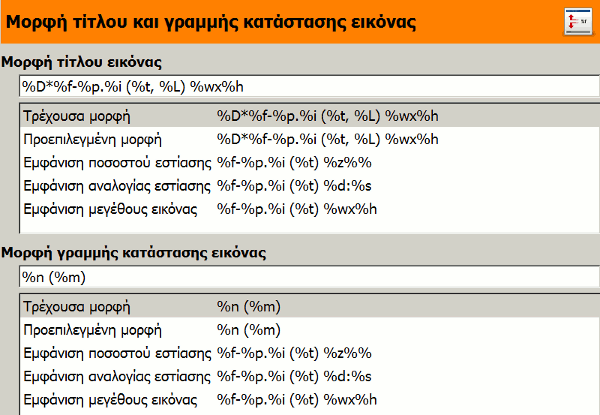 Μορφή τίτλου και γραμμής κατάστασης εικόνας
Μορφή τίτλου εικόνας
%D*%f-%p.%i (%t, %L) %wx%h
Τρέχουσα μορφή %D*%f-%p.%i (%t, %L) %wx%h
Προεπιλεγμένη μορφή %D*%f-%p.%i (%t, %L) %wx%h
Εμφάνιση ποσοστού εστίασης %f-%p.%i (%t) %z%%
Εμφάνιση αναλογίας εστίασης %f-%p.%i (%t) %d:%s
Εμφάνιση μεγέθους εικόνας %f-%p.%i (%t) %wx%h
Μορφή γραμμής κατάστασης εικόνας
%n (%m)
Τρέχουσα μορφή %n (%m)
Προεπιλεγμένη μορφή %n (%m)
Εμφάνιση ποσοστού εστίασης %f-%p.%i (%t) %z%%
Εμφάνιση αναλογίας εστίασης %f-%p.%i (%t) %d:%s
Εμφάνιση μεγέθους εικόνας %f-%p.%i (%t) %wx%h